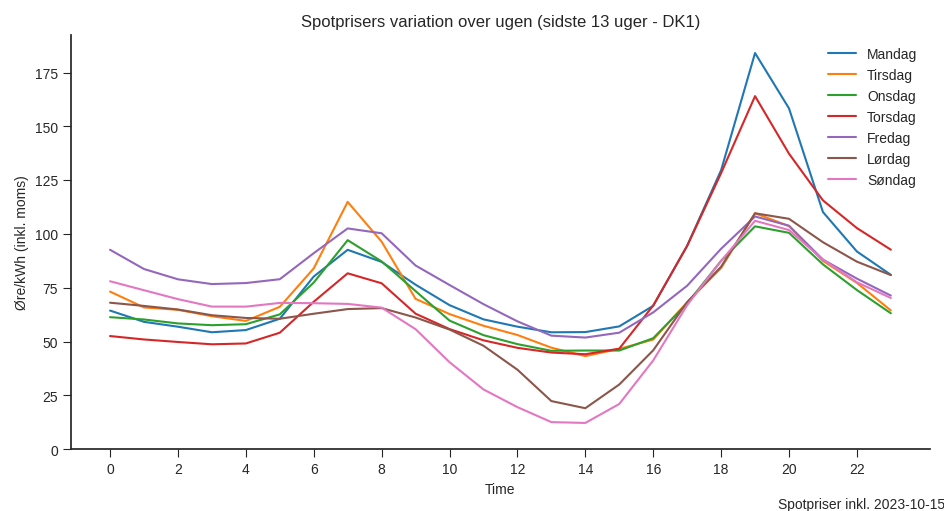 Spotprisers variation over ugen (sidste 13 uger - DK1)
Mandag
Tirsdag
Onsdag
Torsdag
Fredag
Lørdag
Søndag
Øre/kWh (inkl. moms)
175
150
125
100
75
50
25
0
0 2 4 6 8 10 12 14 16 18 20 22
Time
Spotpriser inkl. 2023-10-15